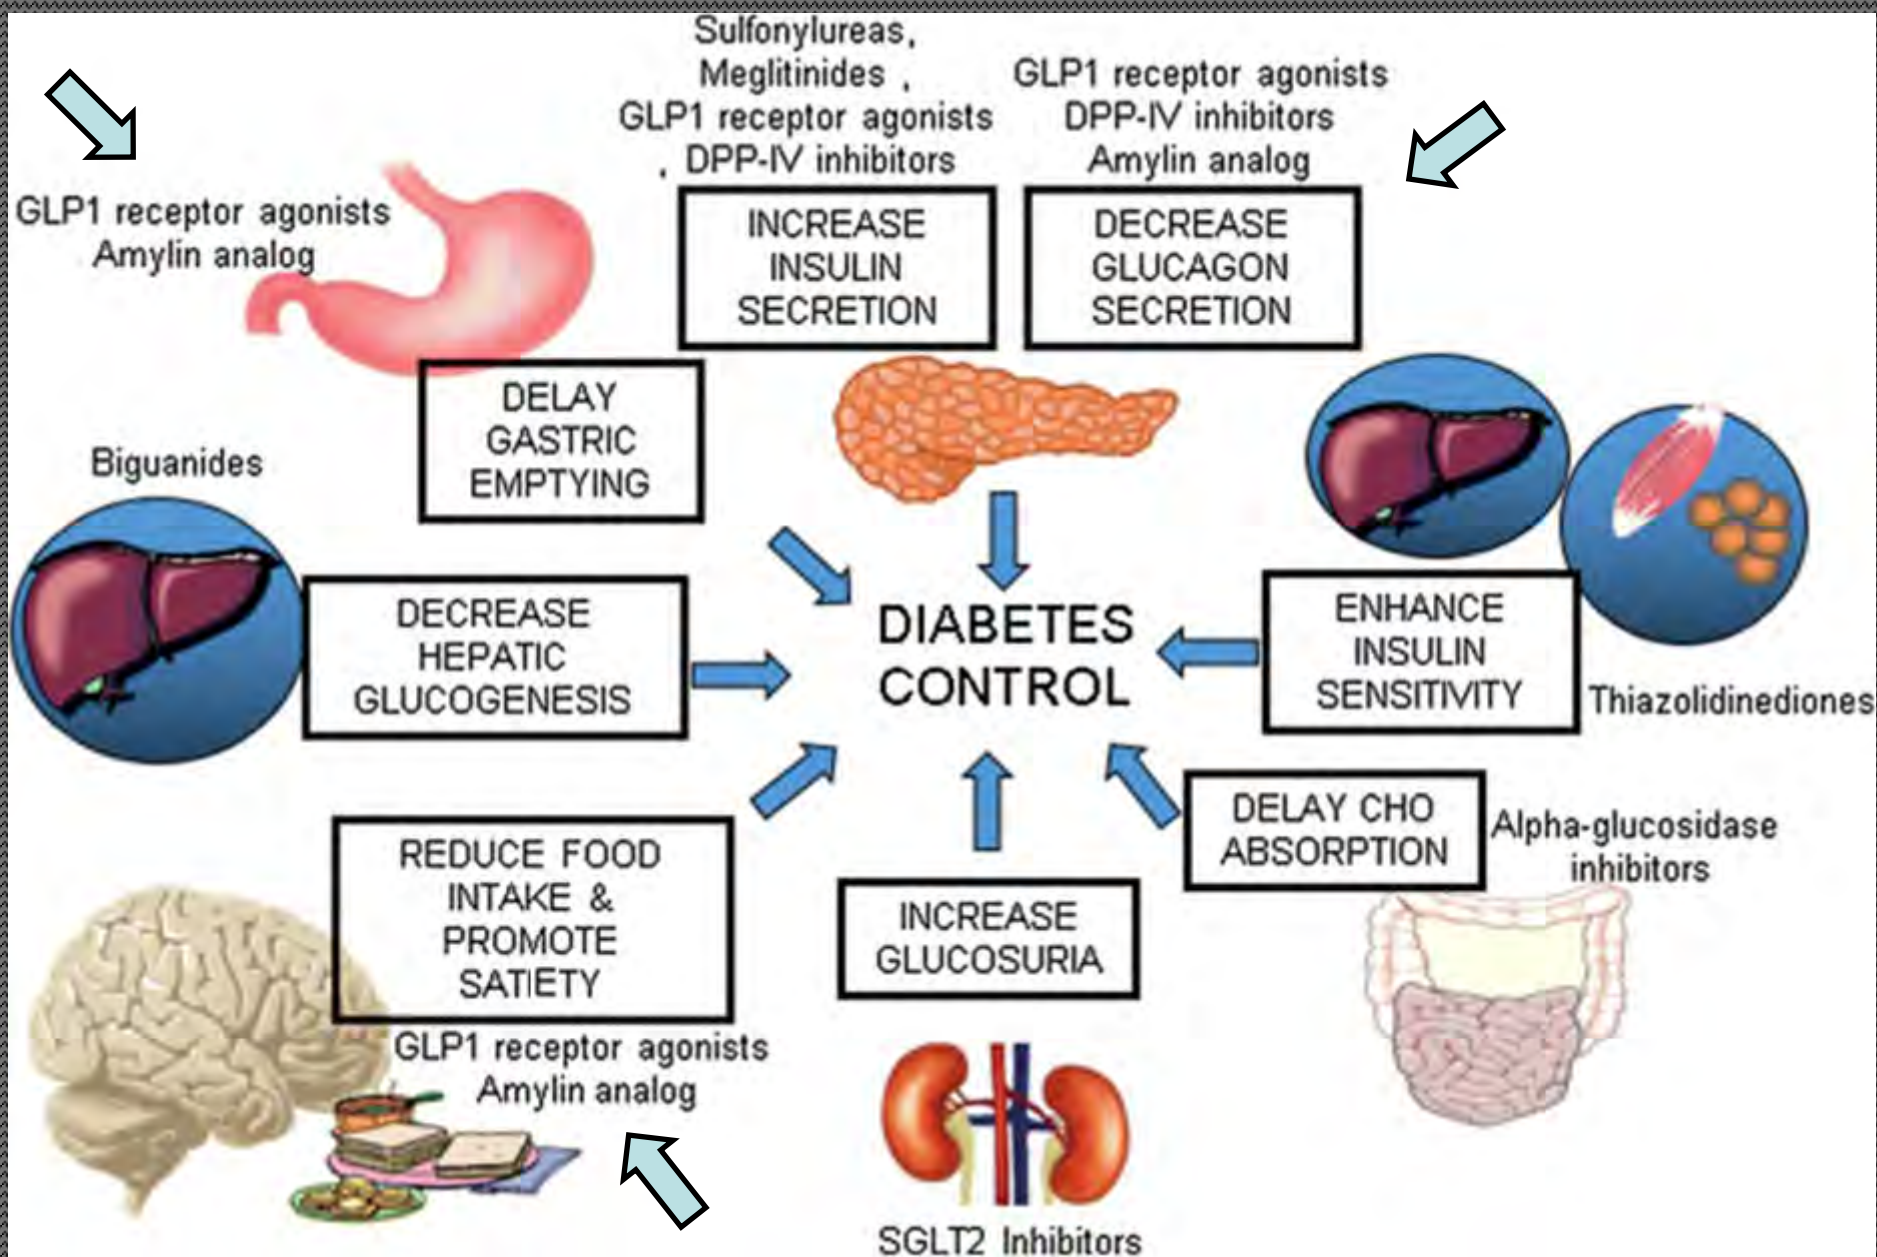 Sulfonylureas,
Meglitinides ,
GLP1 receptor agonists
, DPP-IV inhibitors
INCREASE
INSULIN
SECRETION
GLP1 receptor agonists
DPP-IV inhibitors
Amylin analog
DECREASE
GLUCAGON
SECRETION
GLP1 receptor agonists
Amylin analog
DELAY
GASTRIC
EMPTYING
Biguanides
DECREASE
HEPATIC
GLUCOGENESIS
DIABETES
CONTROL
ENHANCE
INSULIN
SENSITIVITY
Thiazolidinediones
REDUCE FOOD
INTAKE &
PROMOTE
SATIETY
GLP1 receptor agonists
Amylin analog
INCREASE
GLUCOSURIA
SGLT2 Inhibitors
DELAY CHO
ABSORPTION
Alpha-glucosidase
inhibitors